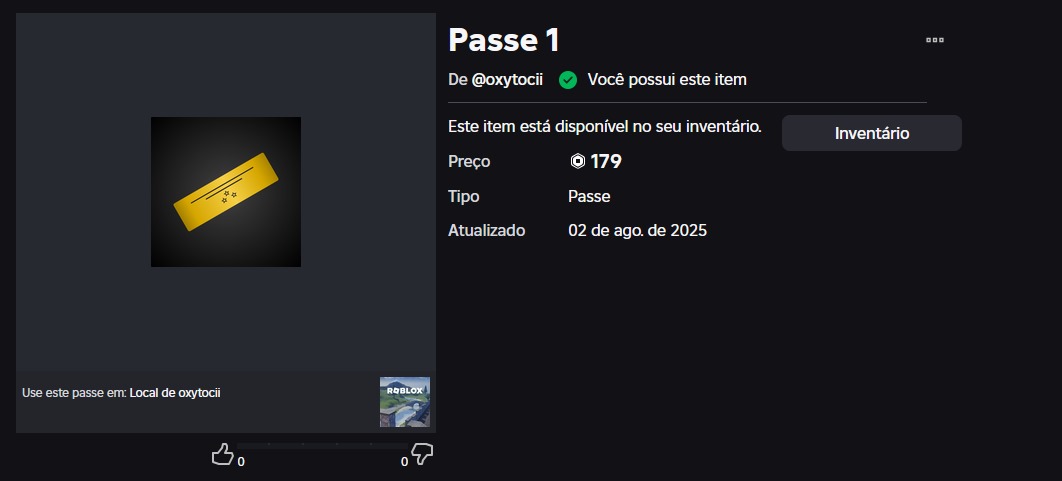 Passe 1
De @oxytocii Você possui este item
Este item está disponível no seu inventário.
Inventário
Preço 179
Tipo Passe
Atualizado 02 de ago. de 2025
Use este passe em: Local de oxytocii
ROBLOX
0 0